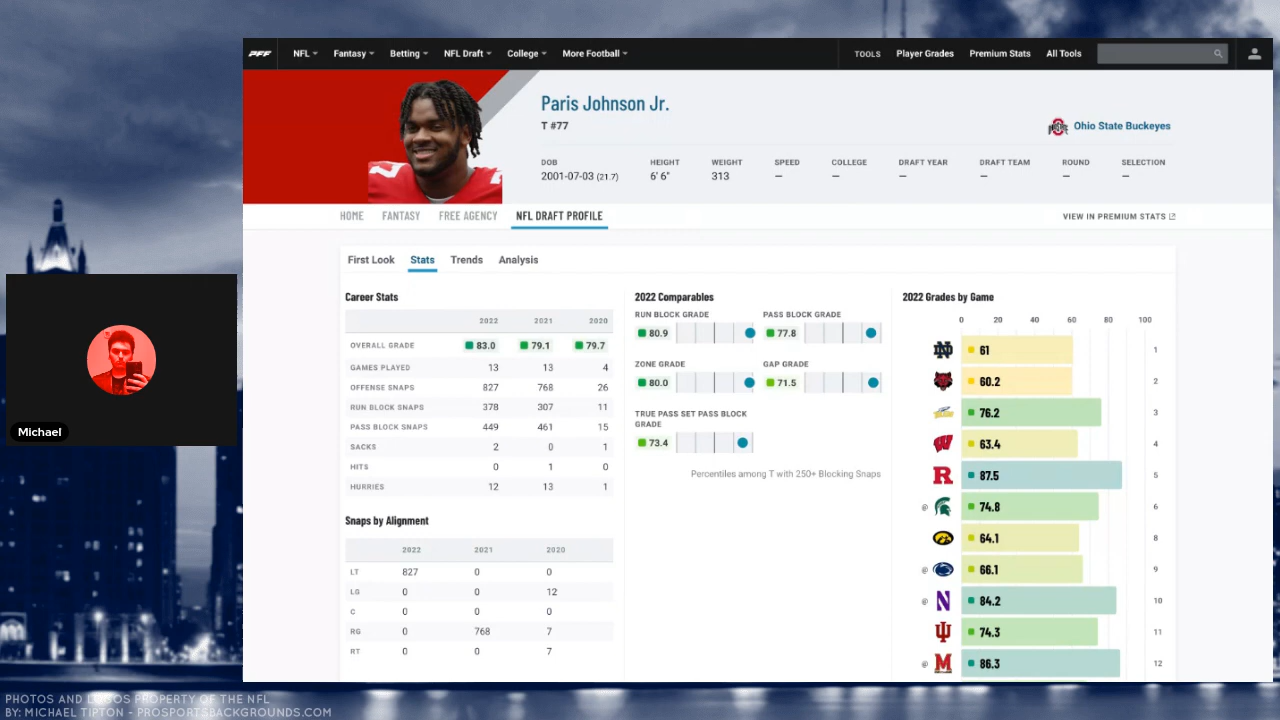 PFF NFL Fantasy Betting NFL Draft College More Football TOOLS Player Grades Premium Stats All Tools
Paris Johnson Jr.
T #77
Ohio State Buckeyes
DOB HEIGHT WEIGHT SPEED COLLEGE DRAFT YEAR DRAFT TEAM ROUND SELECTION
2001-07-03 (21.7) 6' 6" 313 — — — — — —
HOME FANTASY FREE AGENCY NFL DRAFT PROFILE VIEW IN PREMIUM STATS
First Look Stats Trends Analysis
Career Stats
2022 2021 2020
OVERALL GRADE 83.0 79.1 79.7
GAMES PLAYED 13 13 4
OFFENSE SNAPS 827 768 26
RUN BLOCK SNAPS 378 307 11
PASS BLOCK SNAPS 449 461 15
SACKS 2 0 1
HITS 0 1 0
HURRIES 12 13 1
Snaps by Alignment
2022 2021 2020
LT 827 0 0
LG 0 0 12
C 0 0 0
RG 0 768 7
RT 0 0 7
2022 Comparables
RUN BLOCK GRADE PASS BLOCK GRADE
80.9 77.8
ZONE GRADE GAP GRADE
80.0 71.5
TRUE PASS SET PASS BLOCK
GRADE
73.4
Percentiles among T with 250+ Blocking Snaps
2022 Grades by Game
0 20 40 60 80 100
61 1
60.2 2
76.2 3
W 63.4 4
R 87.5 5
@ 74.8 6
64.1 8
@ 66.1 9
@ N 84.2 10
74.3 11
@ M 86.3 12
Michael
PHOTOS AND LOGOS PROPERTY OF THE NFL
BY: MICHAEL TIPTON - PROSPORTSBACKGROUNDS.COM